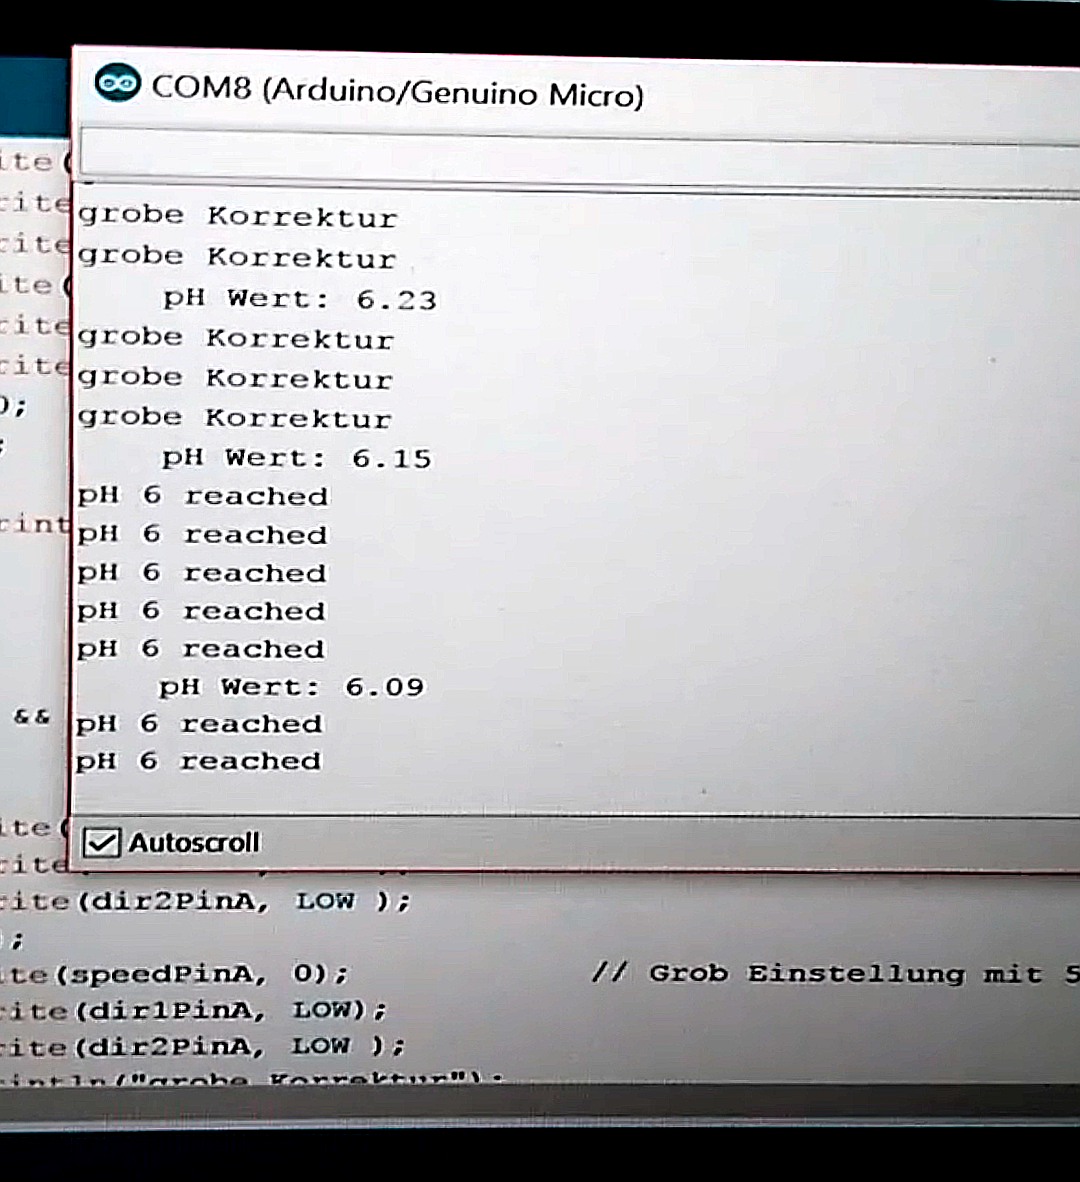 COM8 (Arduino/Genuino Micro)
grobe Korrektur
grobe Korrektur
pH Wert: 6.23
grobe Korrektur
grobe Korrektur
grobe Korrektur
pH Wert: 6.15
pH 6 reached
pH 6 reached
pH 6 reached
pH 6 reached
pH 6 reached
pH Wert: 6.09
pH 6 reached
pH 6 reached
Autoscroll
ite(
rite
rite
ite(
rite
rite
);
;
rint
&&
ite(
rite
rite(dir2PinA, LOW );
);
ite(speedPinA, 0); // Grob Einstellung mit 5
rite(dir1PinA, LOW);
rite(dir2PinA, LOW );
rintln("grobe Korrektur");